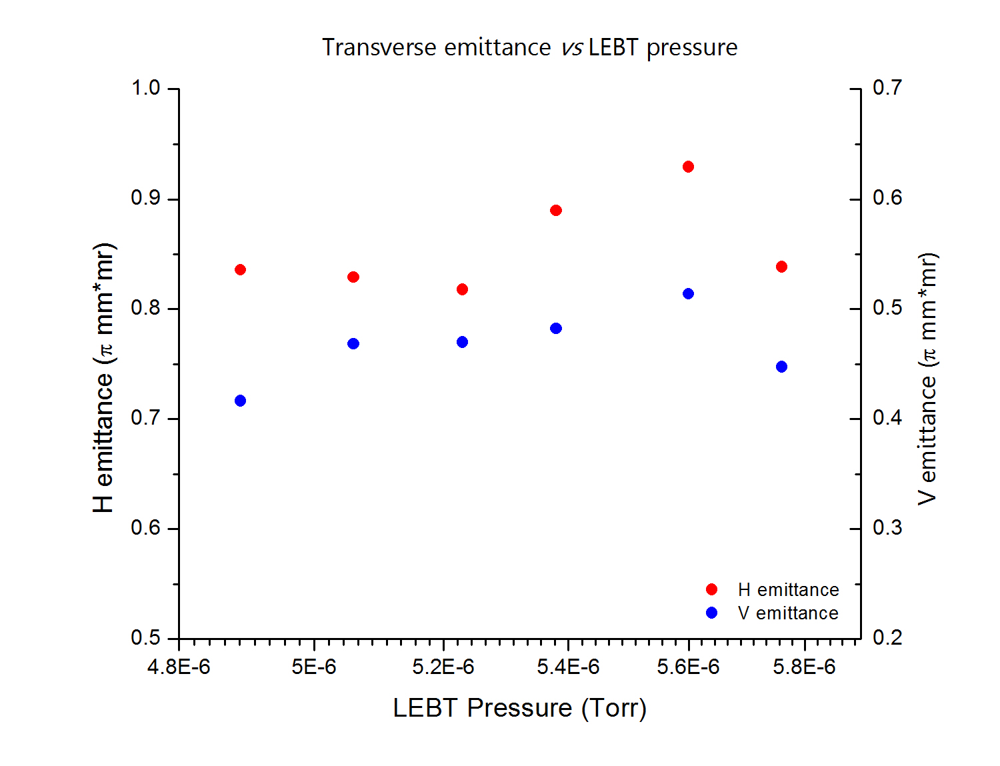 Transverse emittance vs LEBT pressure
1.0
0.9
0.8
0.7
0.6
0.5
H emittance (π mm*mr)
0.7
0.6
0.5
0.4
0.3
0.2
V emittance (π mm*mr)
H emittance
V emittance
4.8E-6 5E-6 5.2E-6 5.4E-6 5.6E-6 5.8E-6
LEBT Pressure (Torr)